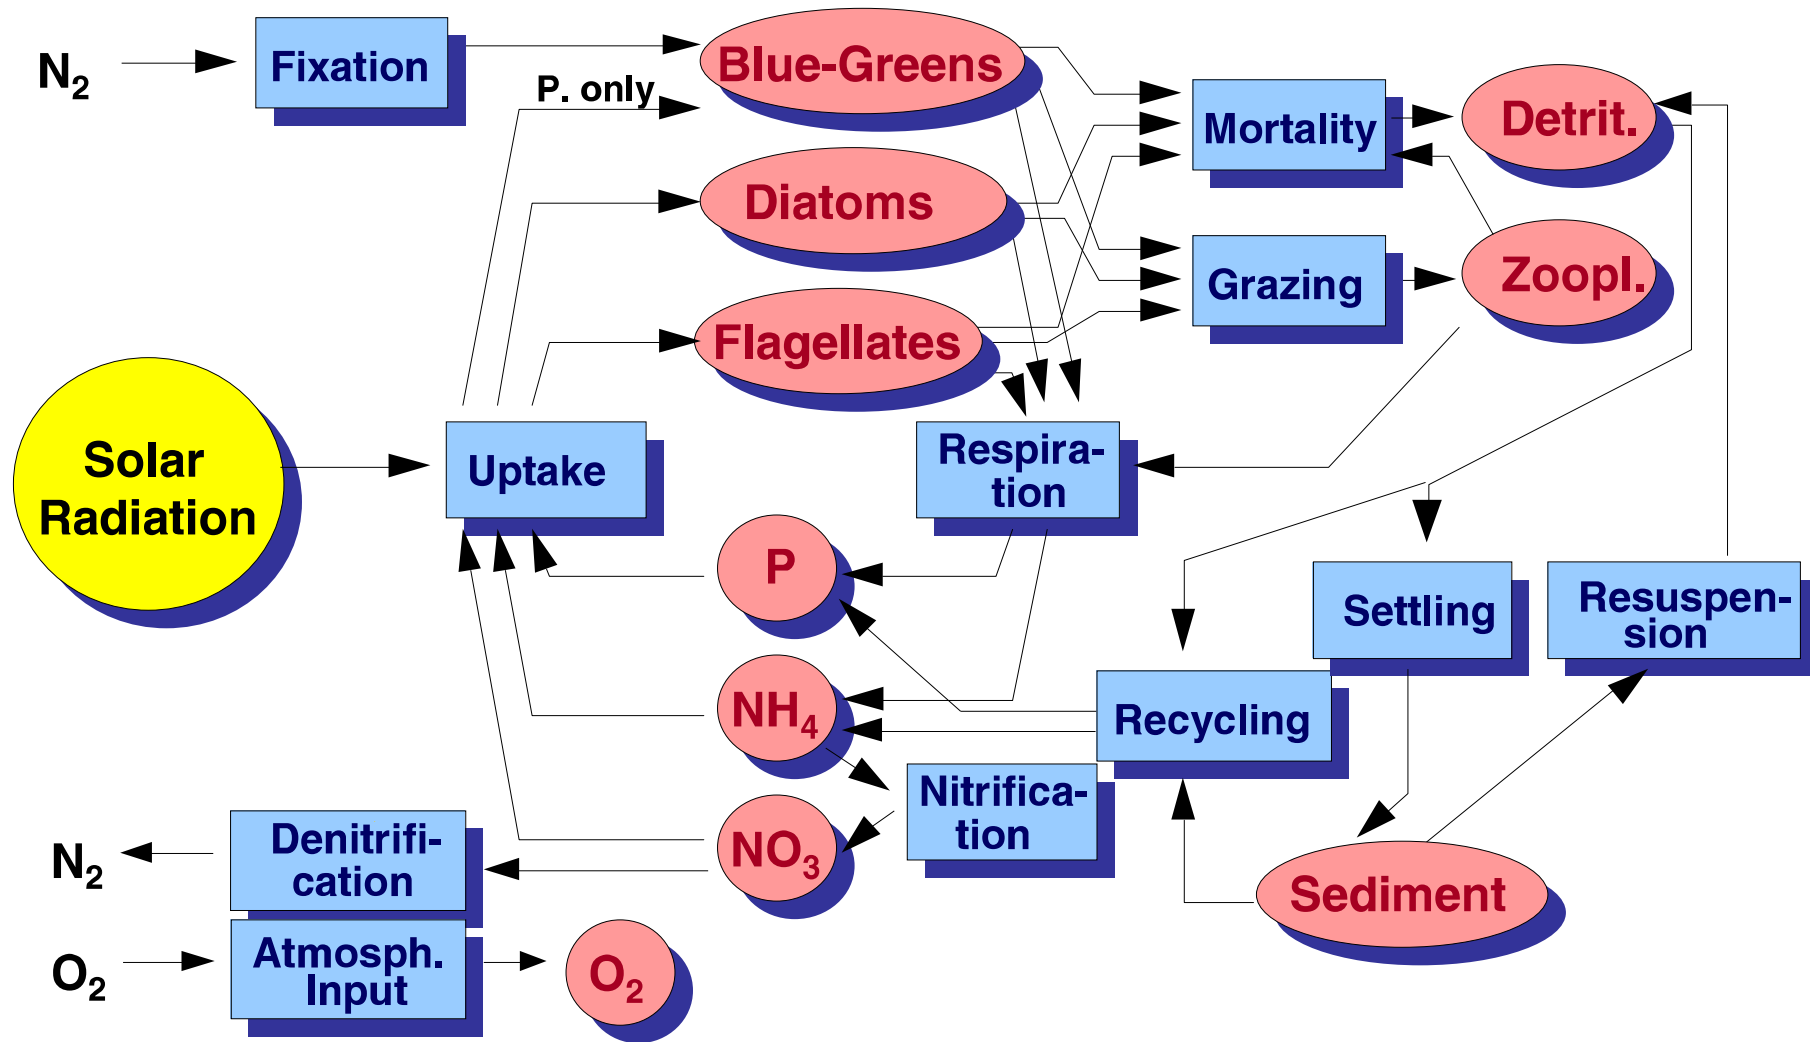 N2
Fixation
Blue-Greens
P. only
Mortality
Detrit.
Diatoms
Grazing
Zoopl.
Flagellates
Solar
Radiation
Uptake
Respira-
tion
P
Settling
Resuspen-
sion
NH4
Recycling
Nitrifica-
tion
NO3
N2
Denitrifi-
cation
Sediment
O2
Atmosph.
Input
O2